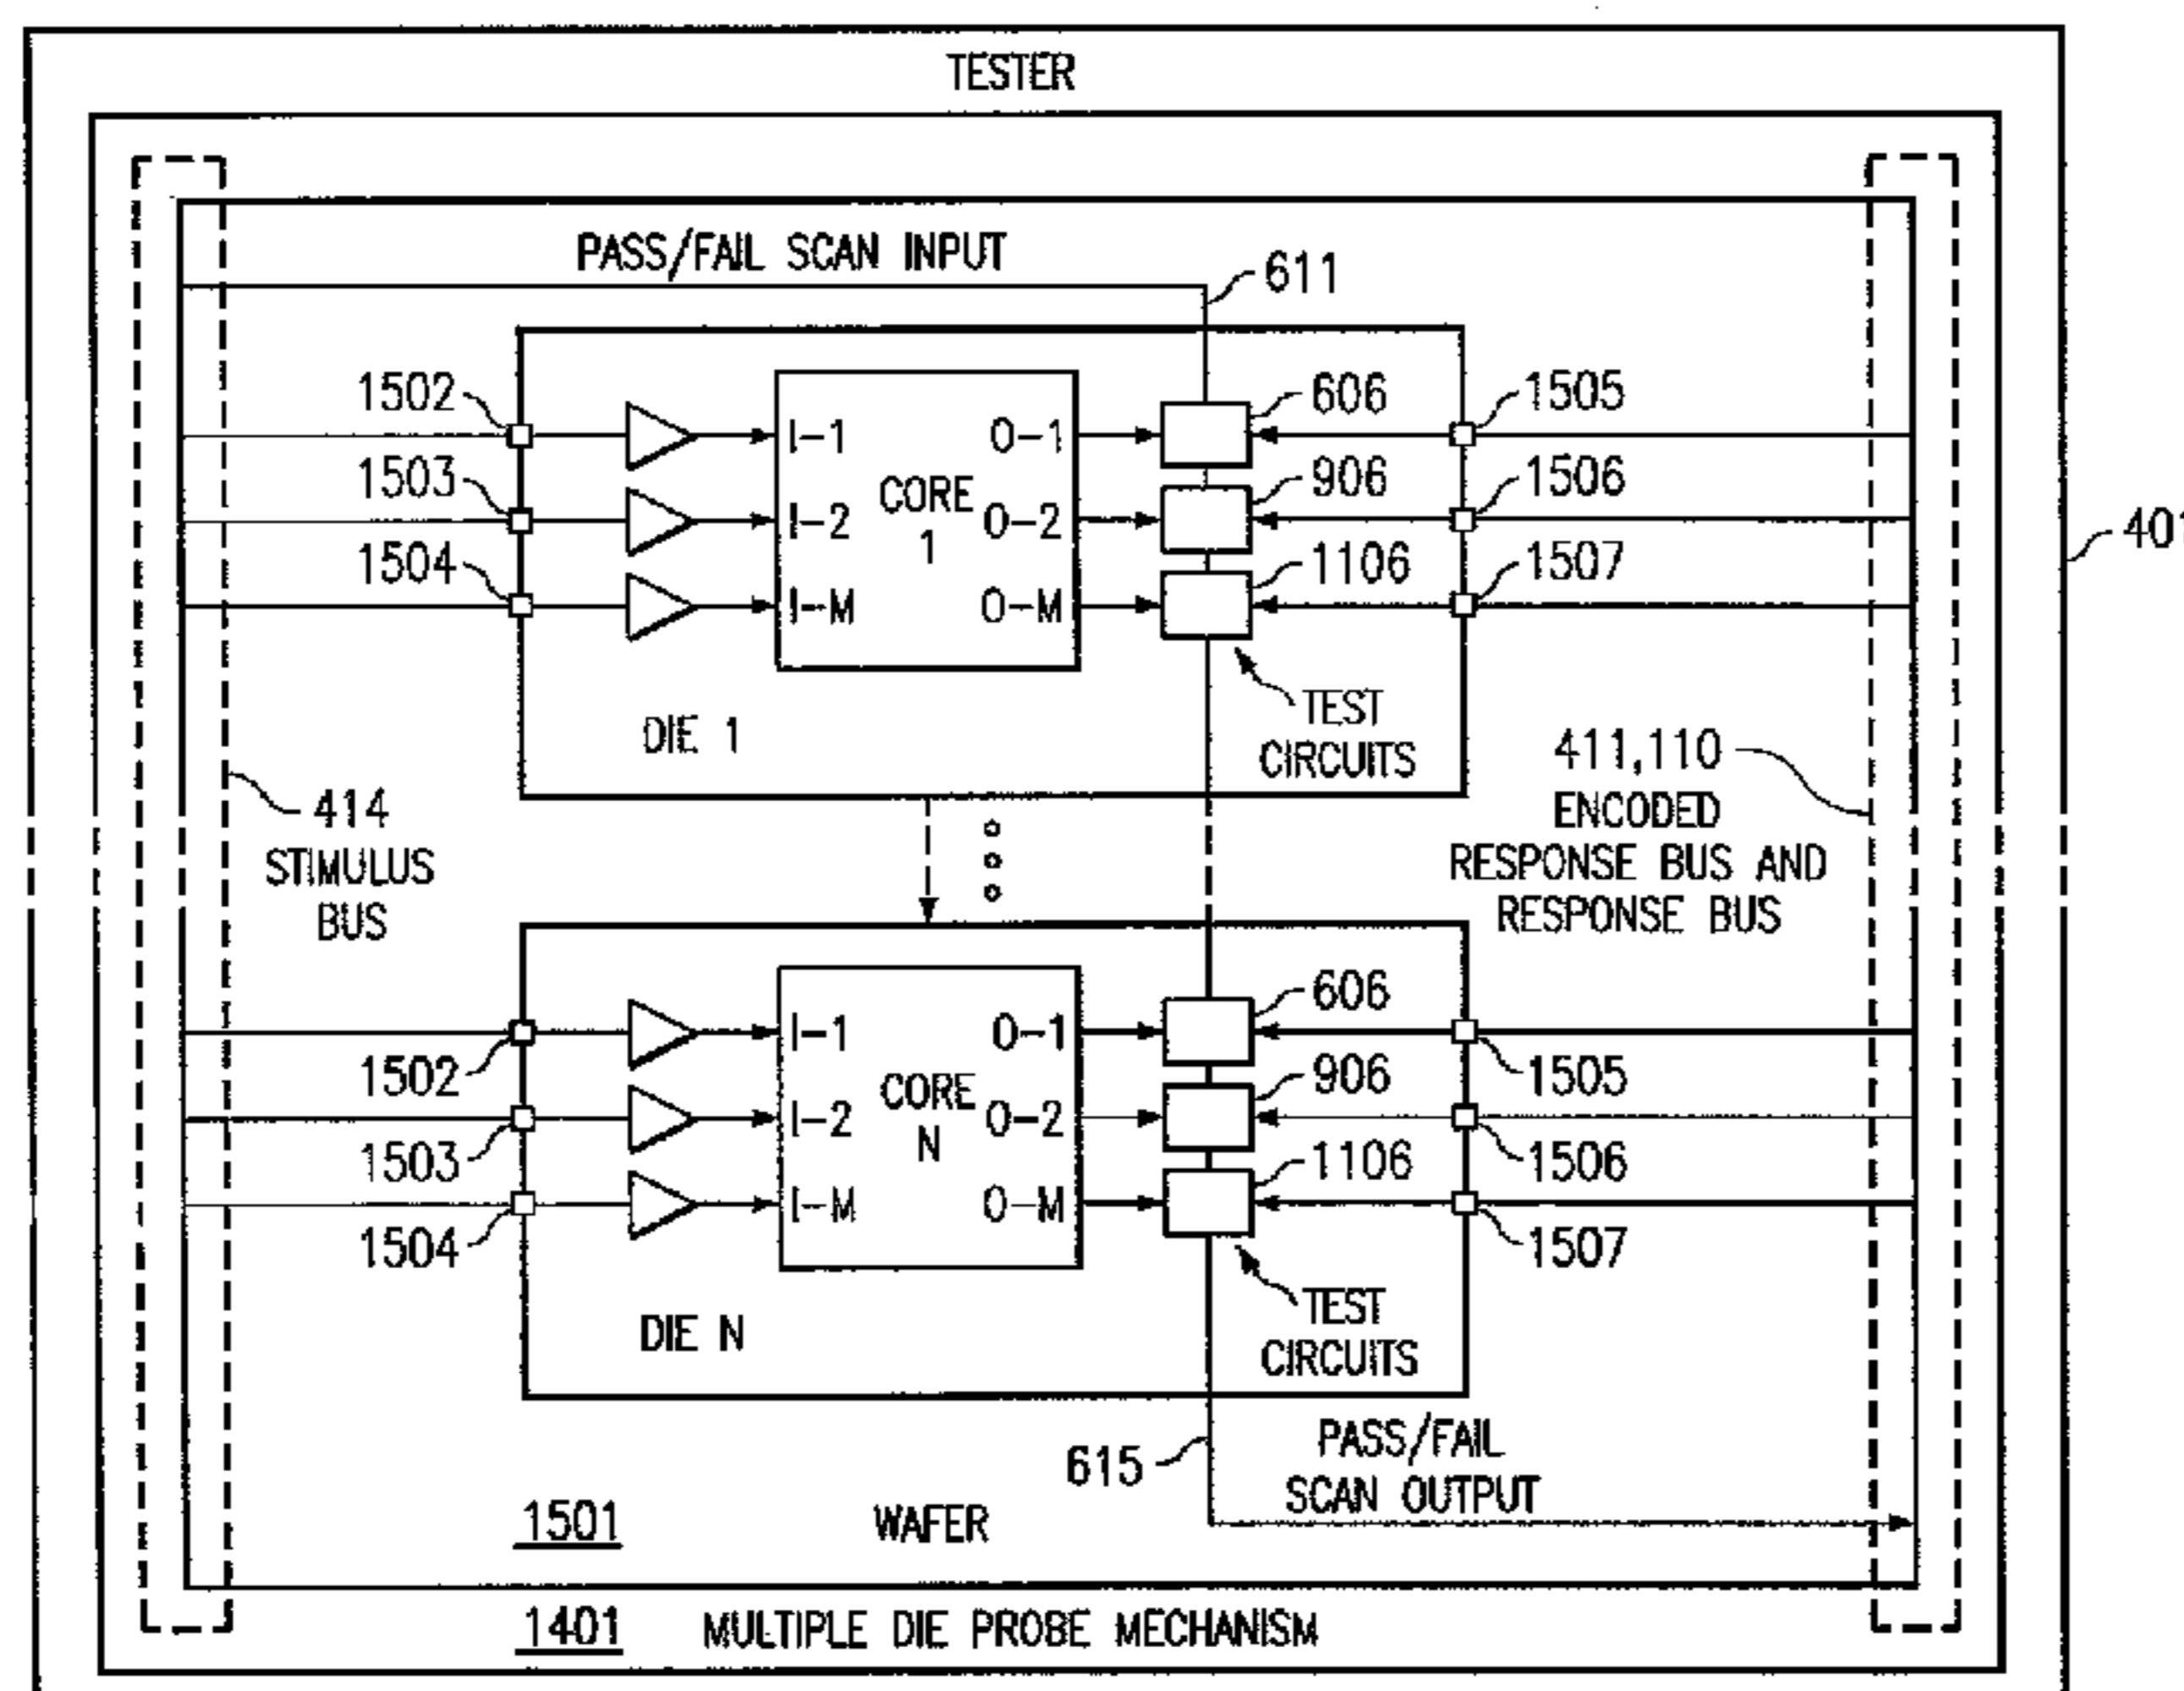 TESTER
PASS/FAIL SCAN INPUT
611
1502
1503
1504
I-1
I-2
I-M
CORE
1
O-1
O-2
O-M
606
906
1106
1505
1506
1507
401
DIE 1
TEST
CIRCUITS
414
STIMULUS
BUS
411,110
ENCODED
RESPONSE BUS AND
RESPONSE BUS
1502
1503
1504
I-1
I-2
I-M
CORE
N
O-1
O-2
O-M
606
906
1106
1505
1506
1507
DIE N
TEST
CIRCUITS
615
PASS/FAIL
SCAN OUTPUT
1501 WAFER
1401 MULTIPLE DIE PROBE MECHANISM